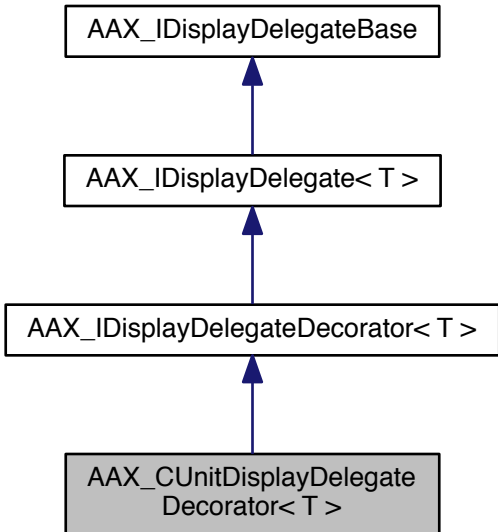 AAX_IDisplayDelegateBase
AAX_IDisplayDelegate< T >
AAX_IDisplayDelegateDecorator< T >
AAX_CUnitDisplayDelegate
Decorator< T >